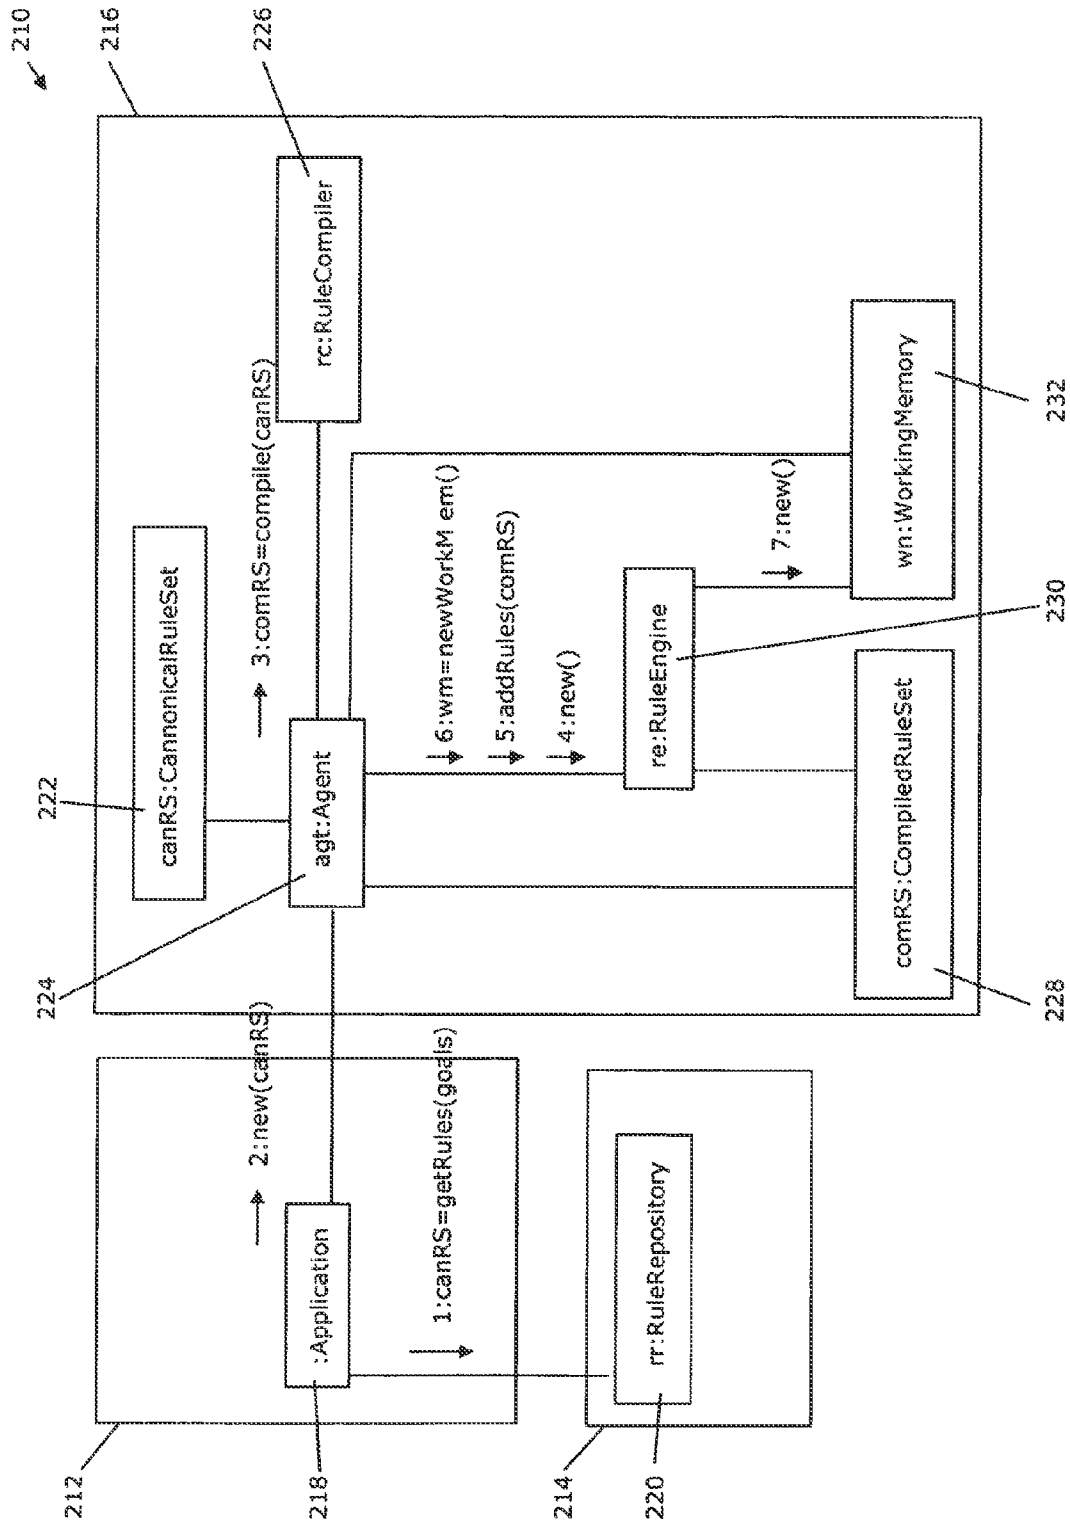 210
216
226
222
canRS:CannonicalRuleSet
3:comRS=compile(canRS)
rc:RuleCompiler
224
agt:Agent
2:new(canRS)
:Application
218
212
1:canRS=getRules(goals)
6:wm=newWorkM em()
5:addRules(comRS)
4:new()
re:RuleEngine
7:new()
rr:RuleRepository
214
220
comRS:CompiledRuleSet
wn:WorkingMemory
228
230
232